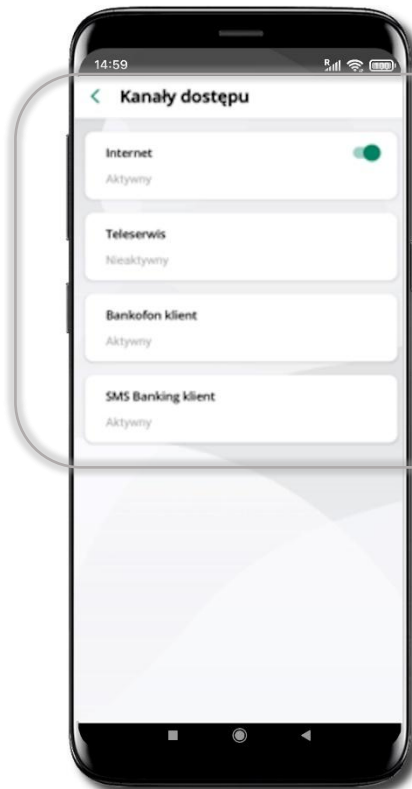 14:59
Kanały dostępu
Internet
Aktywny
Teleserwis
Nieaktywny
Bankofon klient
Aktywny
SMS Banking klient
Aktywny